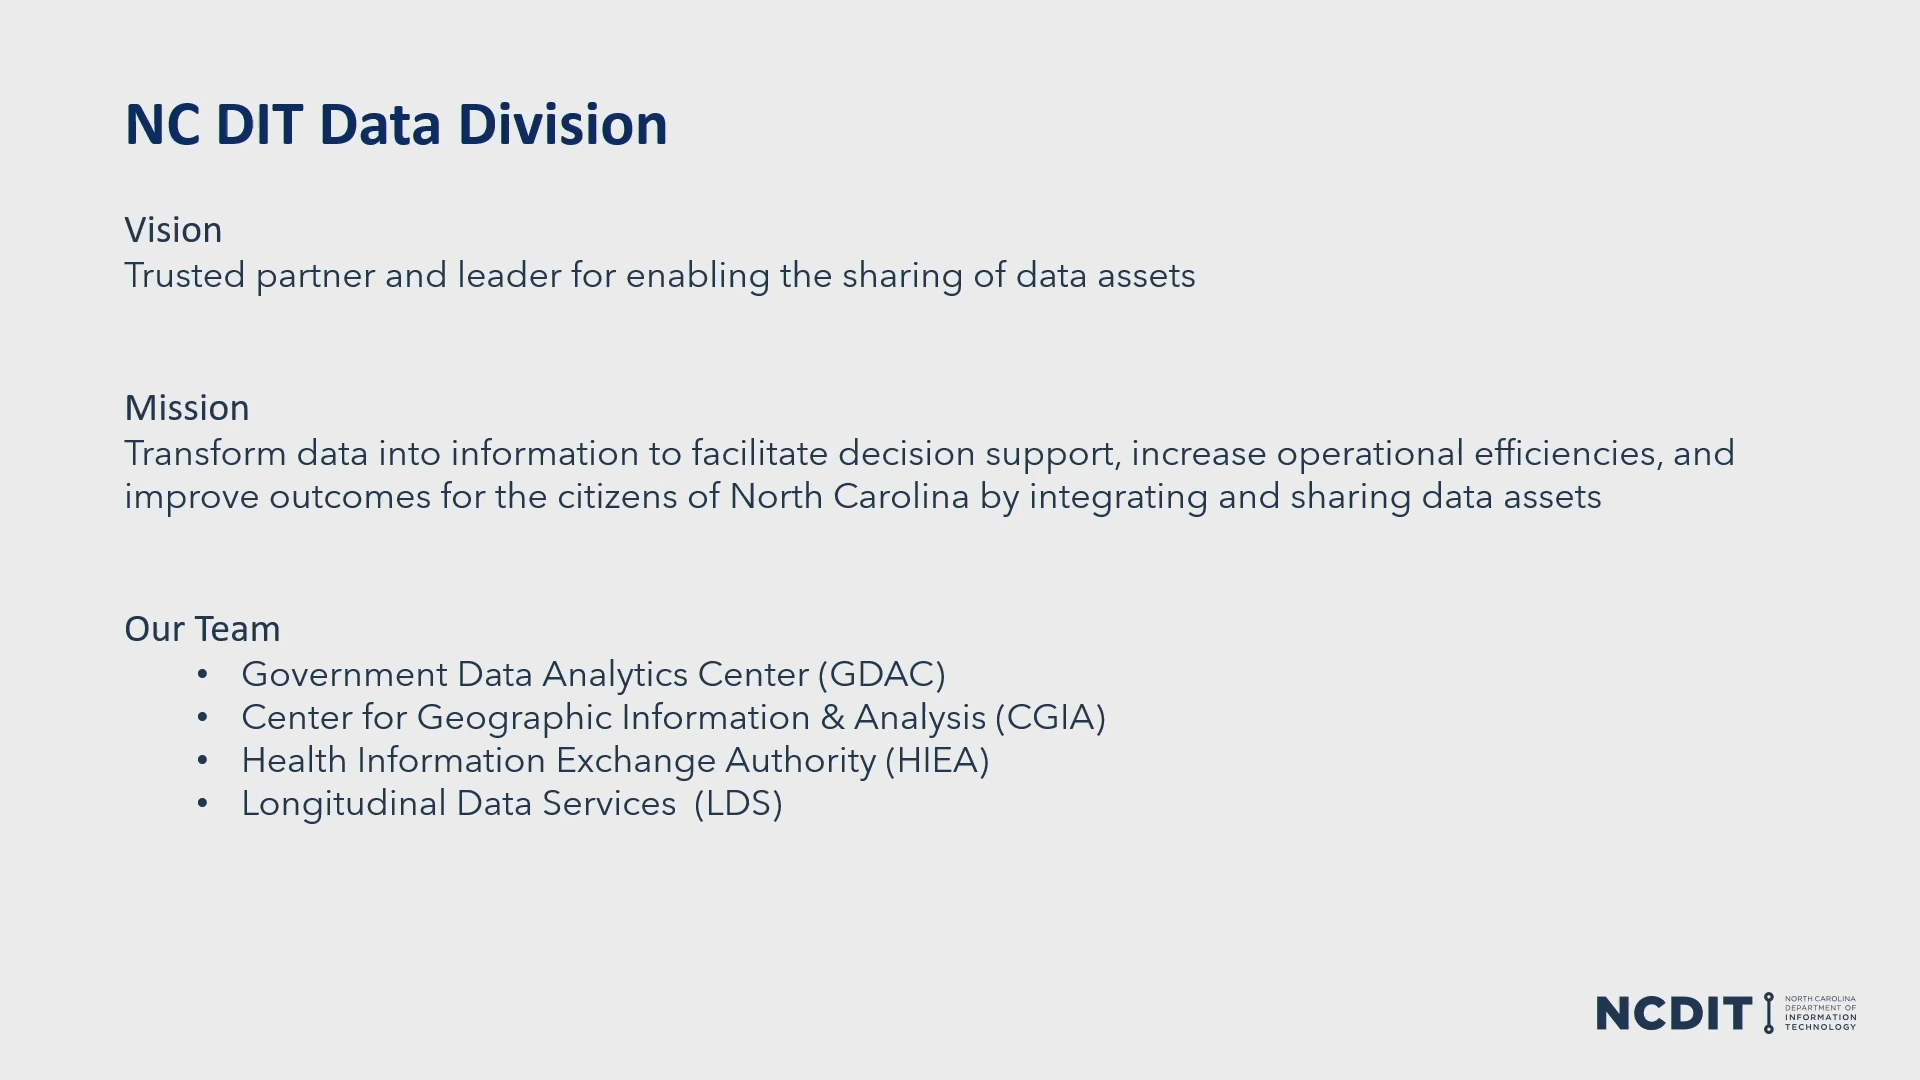 NC DIT Data Division
Vision
Trusted partner and leader for enabling the sharing of data assets
Mission
Transform data into information to facilitate decision support, increase operational efficiencies, and
improve outcomes for the citizens of North Carolina by integrating and sharing data assets
Our Team
• Government Data Analytics Center (GDAC)
• Center for Geographic Information & Analysis (CGIA)
• Health Information Exchange Authority (HIEA)
• Longitudinal Data Services  (LDS)
NCDIT
NORTH CAROLINA
DEPARTMENT OF
INFORMATION
TECHNOLOGY